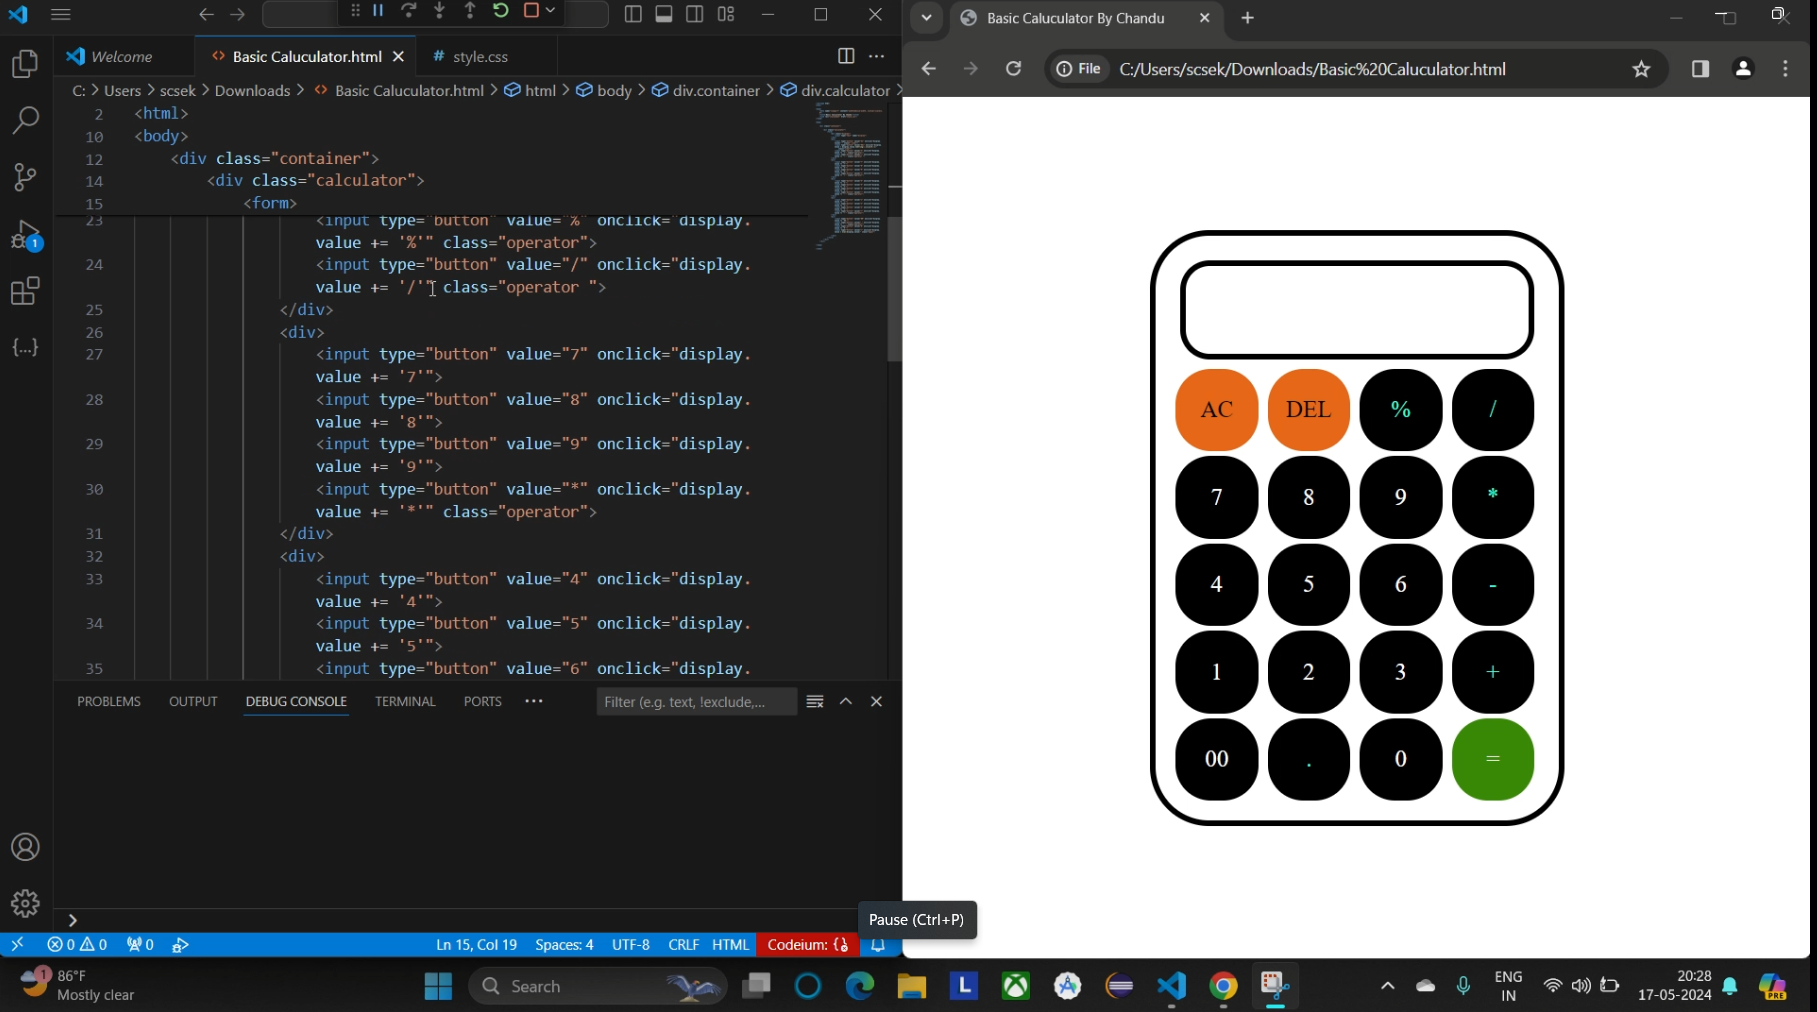 Welcome
<> Basic Caluculator.html
# style.css
C: > Users > scsek > Downloads > <> Basic Caluculator.html > html > body > div.container > div.calculator >
2 <html>
10 <body>
12 <div class="container">
14 <div class="calculator">
15 <form>
23 <input type="button" value="%" onclick="display.
value += '%'" class="operator">
24 <input type="button" value="/" onclick="display.
value += '/'" class="operator ">
25 </div>
26 <div>
27 <input type="button" value="7" onclick="display.
value += '7'">
28 <input type="button" value="8" onclick="display.
value += '8'">
29 <input type="button" value="9" onclick="display.
value += '9'">
30 <input type="button" value="*" onclick="display.
value += '*'" class="operator">
31 </div>
32 <div>
33 <input type="button" value="4" onclick="display.
value += '4'">
34 <input type="button" value="5" onclick="display.
value += '5'">
35 <input type="button" value="6" onclick="display.
1
{...}
PROBLEMS OUTPUT DEBUG CONSOLE TERMINAL PORTS ... Filter (e.g. text, !exclude,...
>
0 0 0 Ln 15, Col 19 Spaces: 4 UTF-8 CRLF HTML Codeium: {}
Basic Caluculator By Chandu
File C:/Users/scsek/Downloads/Basic%20Caluculator.html
AC DEL % /
7 8 9 *
4 5 6 -
1 2 3 +
00 . 0 =
Pause (Ctrl+P)
1 86°F
Mostly clear
Search
L
ENG
IN
20:28
17-05-2024
PRE